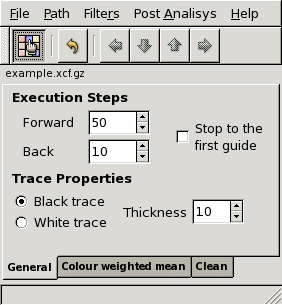 File Path Filters Post Analisys Help
example.xcf.gz
Execution Steps
Forward 50
Back 10
Stop to the
first guide
Trace Properties
Black trace
White trace
Thickness 10
General Colour weighted mean Clean